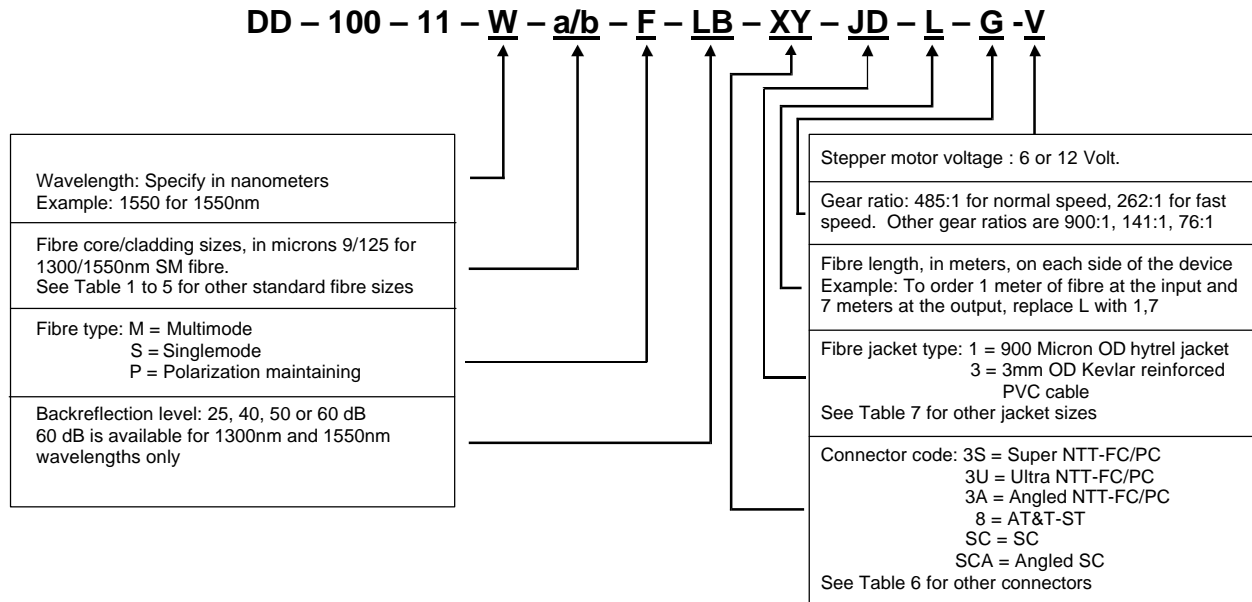 DD – 100 – 11 – W – a/b – F – LB – XY – JD – L – G -V
Wavelength: Specify in nanometers
Example: 1550 for 1550nm
Fibre core/cladding sizes, in microns 9/125 for
1300/1550nm SM fibre.
See Table 1 to 5 for other standard fibre sizes
Fibre type: M = Multimode
S = Singlemode
P = Polarization maintaining
Backreflection level: 25, 40, 50 or 60 dB
60 dB is available for 1300nm and 1550nm
wavelengths only
Stepper motor voltage : 6 or 12 Volt.
Gear ratio: 485:1 for normal speed, 262:1 for fast
speed. Other gear ratios are 900:1, 141:1, 76:1
Fibre length, in meters, on each side of the device
Example: To order 1 meter of fibre at the input and
7 meters at the output, replace L with 1,7
Fibre jacket type: 1 = 900 Micron OD hytrel jacket
3 = 3mm OD Kevlar reinforced
PVC cable
See Table 7 for other jacket sizes
Connector code: 3S = Super NTT-FC/PC
3U = Ultra NTT-FC/PC
3A = Angled NTT-FC/PC
8 = AT&T-ST
SC = SC
SCA = Angled SC
See Table 6 for other connectors